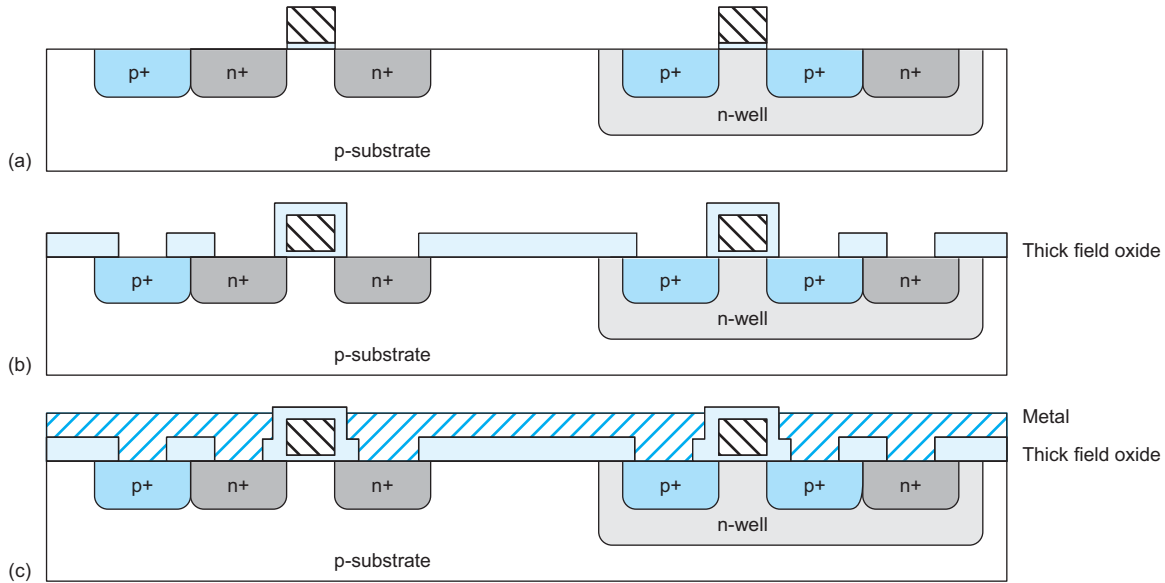 p+ n+ n+ p+ p+ n+
n-well
p-substrate
(a)
Thick field oxide
p+ n+ n+ p+ p+ n+
n-well
p-substrate
(b)
Metal
Thick field oxide
p+ n+ n+ p+ p+ n+
n-well
p-substrate
(c)